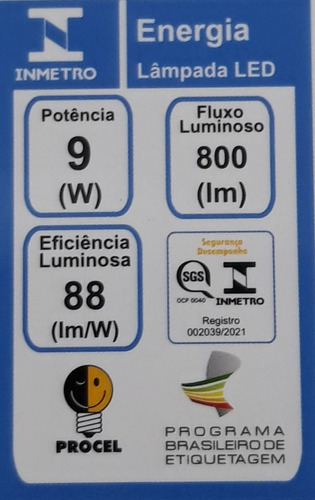 INMETRO
Energia
Lâmpada LED
Potência
9
(W)
Fluxo
Luminoso
800
(lm)
Eficiência
Luminosa
88
(lm/W)
Segurança
Desempenho
SGS
OCP 0040
INMETRO
Registro
002039/2021
PROCEL
PROGRAMA
BRASILEIRO DE
ETIQUETAGEM